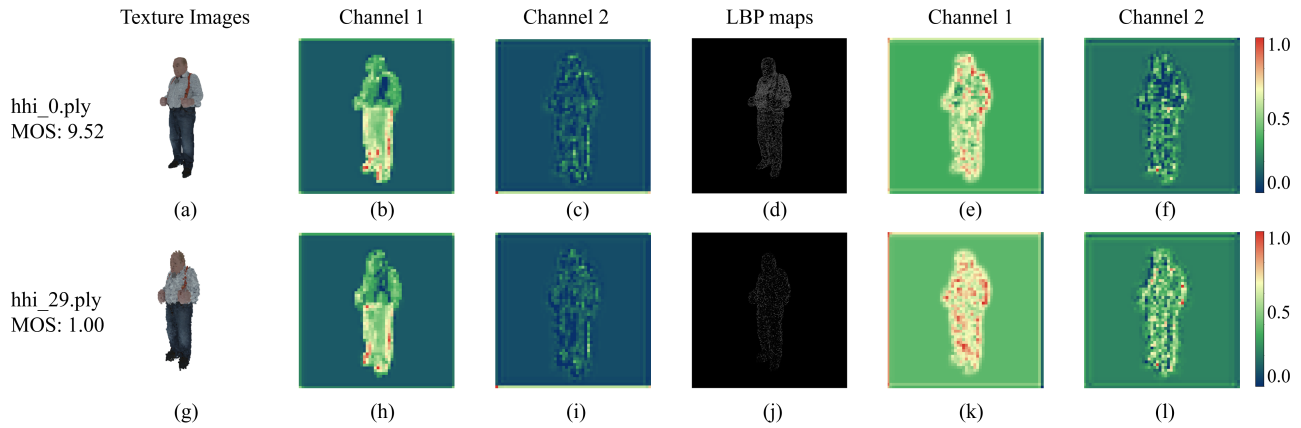 Texture Images Channel 1 Channel 2 LBP maps Channel 1 Channel 2
hhi_0.ply
MOS: 9.52
1.0
0.5
0.0
(a) (b) (c) (d) (e) (f)
hhi_29.ply
MOS: 1.00
1.0
0.5
0.0
(g) (h) (i) (j) (k) (l)